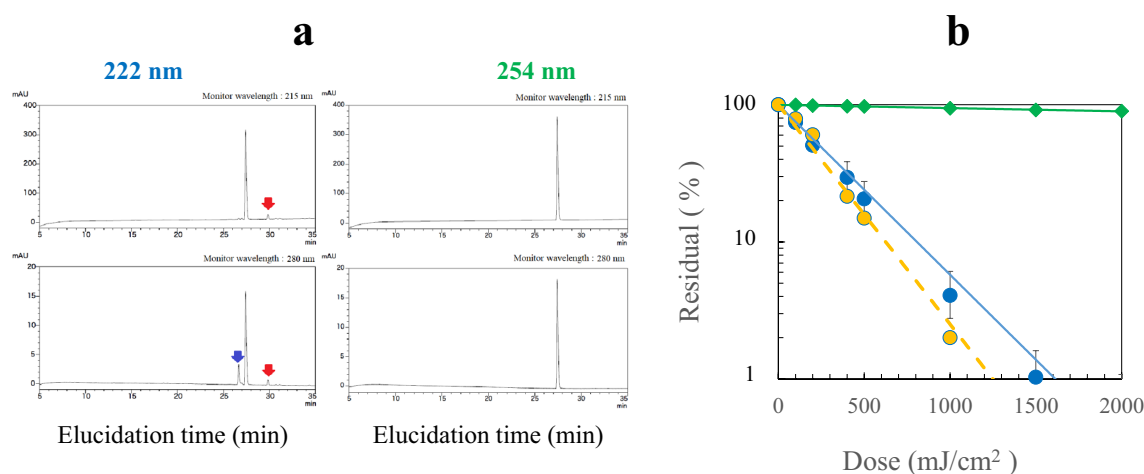 a
222 nm
254 nm
mAU
Monitor wavelength : 215 nm
400
300
200
100
0
5 10 15 20 25 30 35
min
mAU
Monitor wavelength : 215 nm
400
300
200
100
0
5 10 15 20 25 30 35
min
mAU
Monitor wavelength : 280 nm
20
15
10
5
0
5 10 15 20 25 30 35
min
mAU
Monitor wavelength : 280 nm
20
15
10
5
0
5 10 15 20 25 30 35
min
Elucidation time (min)
Elucidation time (min)
b
Residual ( % )
100
10
1
0 500 1000 1500 2000
Dose (mJ/cm²)